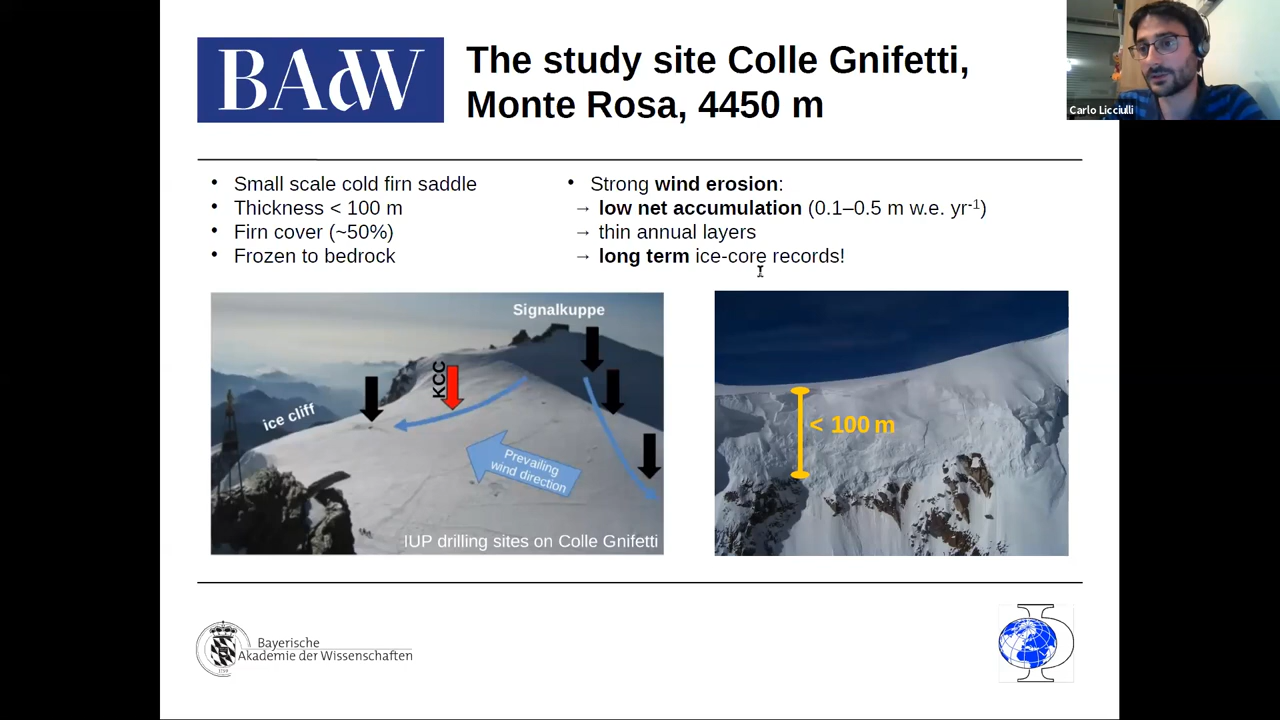 BAdW
The study site Colle Gnifetti,
Monte Rosa, 4450 m
Carlo Licciulli
• Small scale cold firn saddle
• Thickness < 100 m
• Firn cover (~50%)
• Frozen to bedrock
• Strong wind erosion:
→ low net accumulation (0.1–0.5 m w.e. yr-1)
→ thin annual layers
→ long term ice-core records!
Signalkuppe
KCC
ice cliff
Prevailing
wind direction
IUP drilling sites on Colle Gnifetti
< 100 m
Bayerische
Akademie der Wissenschaften